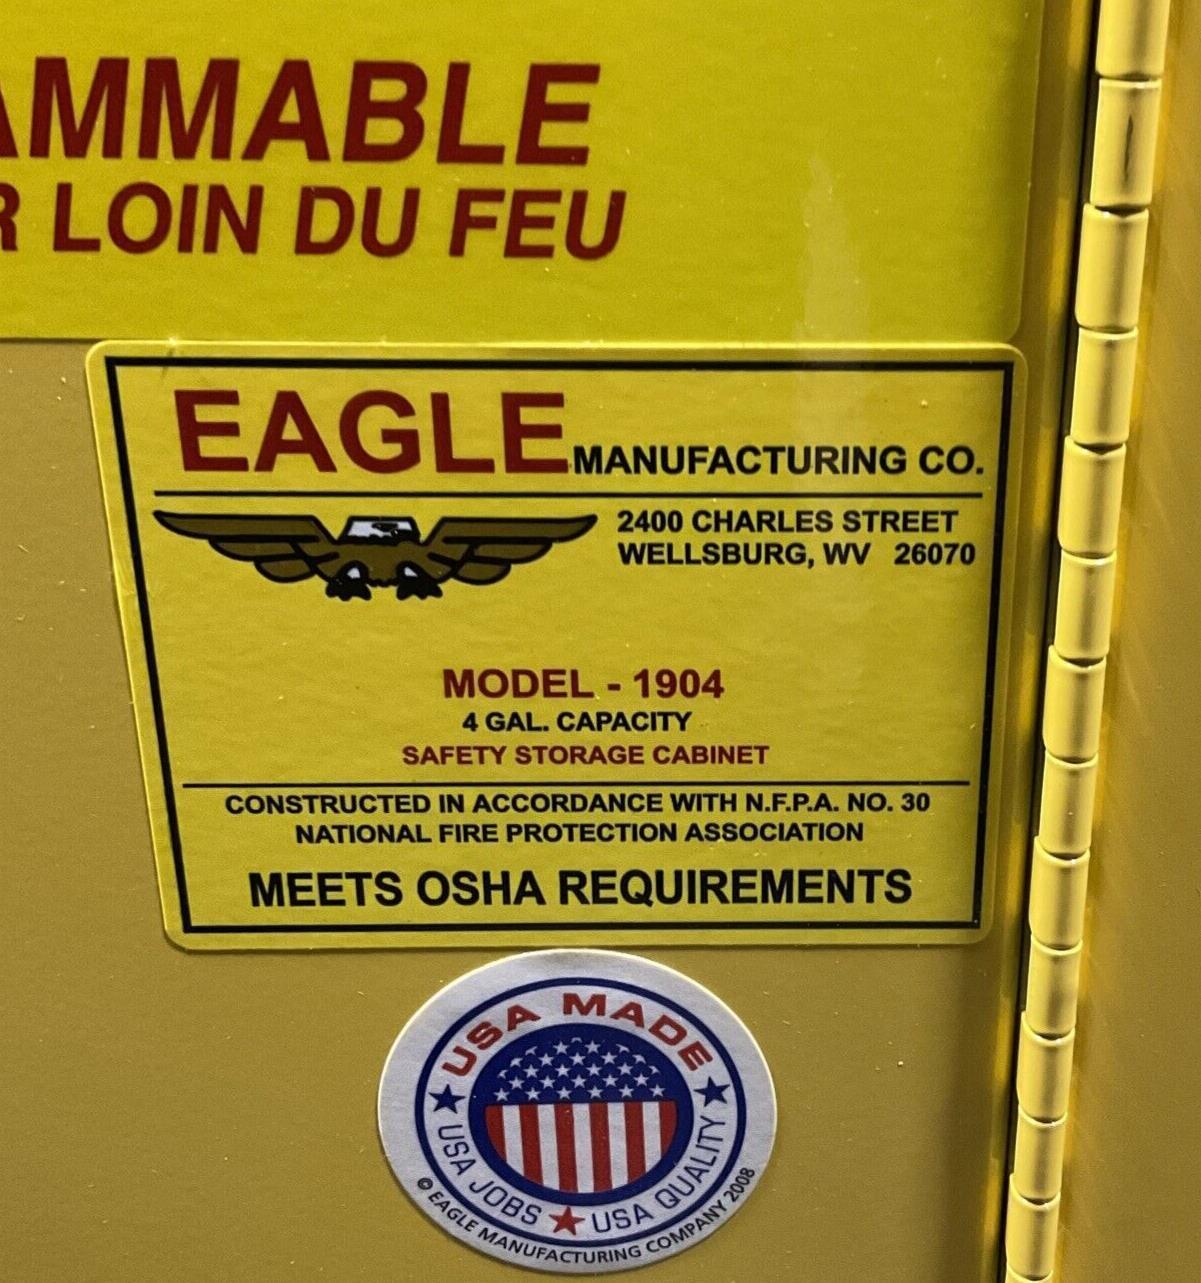 AMMABLE
R LOIN DU FEU
EAGLE MANUFACTURING CO.
2400 CHARLES STREET
WELLSBURG, WV 26070
MODEL - 1904
4 GAL. CAPACITY
SAFETY STORAGE CABINET
CONSTRUCTED IN ACCORDANCE WITH N.F.P.A. NO. 30
NATIONAL FIRE PROTECTION ASSOCIATION
MEETS OSHA REQUIREMENTS
USA MADE
USA JOBS ★ USA QUALITY
© EAGLE MANUFACTURING COMPANY 2008